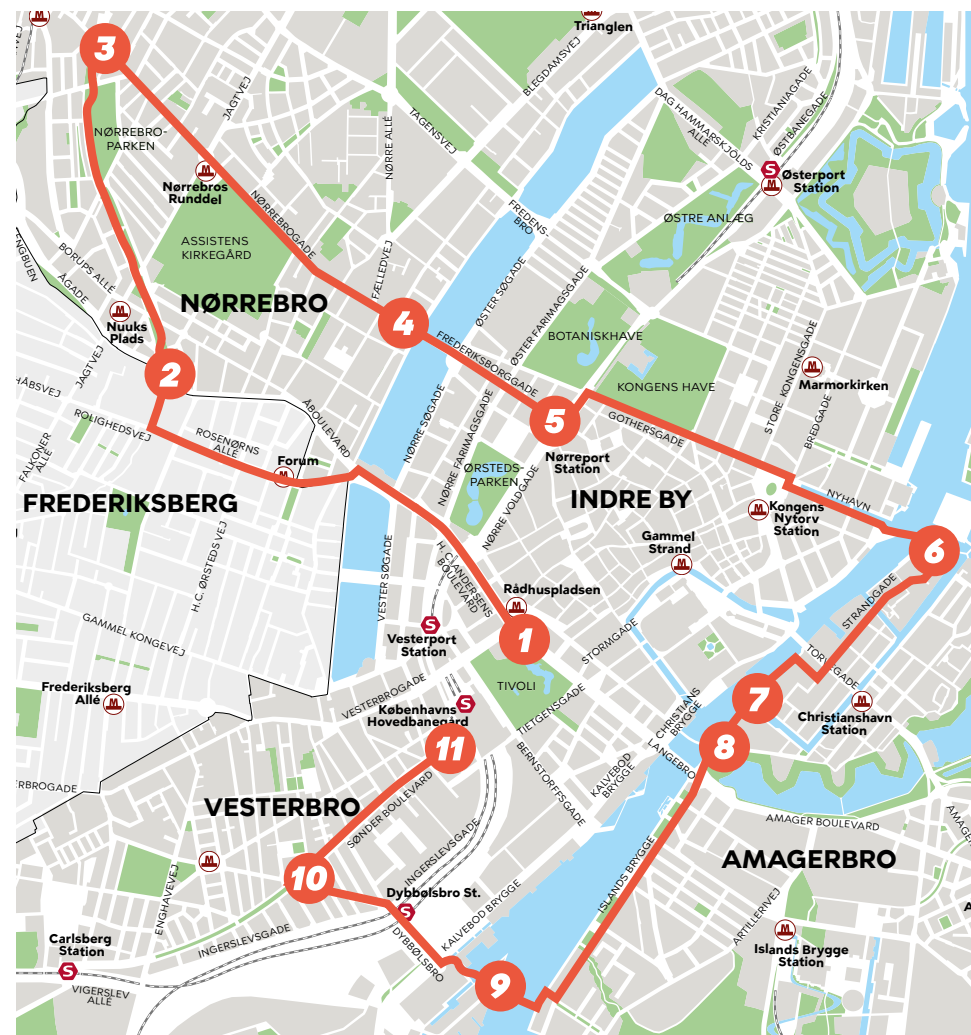 Trianglen
3
JAGTVEJ
BLEGDAMSVEJ
TAGENSVEJ
NØRRE ALLÉ
DAG HAMMARSKJÖLDS
ALLÉ
KRISTIANIAGADE
ØSTBANEGADE
NØRREBRO-
PARKEN
Nørrebros
Runddel
S
Østerport
Station
NØRREBROGADE
FREDENS-
BRO
ØSTRE ANLÆG
ASSISTENS
KIRKEGÅRD
ENGBUEN
BORUPS ALLÉ
ÅGADE
FÆLLEDVEJ
ØSTER SØGADE
ØSTER FARIMAGSGADE
NØRREBRO
4
Nuuks
Plads
BOTANISKHAVE
FREDERIKSBORGGADE
STORE KONGENSGADE
Marmorkirken
2
JAGTVEJ
HÅBSVEJ
KONGENS HAVE
BREDGADE
ROLIGHEDSVEJ
ROSENØRNS
ALLÉ
ÅBOULEVARD
NØRRE SØGADE
NØRRE FARIMAGSGADE
5
GOTHERSGADE
FALKONER
ALLÉ
Forum
Nørreport
Station
ØRSTEDS-
PARKEN
FREDERIKSBERG
INDRE BY
NYHAVN
NØRRE VOLDGADE
Kongens
Nytorv
Station
H.C. ØRSTEDS VEJ
Gammel
Strand
6
VESTER SØGADE
H. C. ANDERSENS
BOULEVARD
Rådhuspladsen
STRANDGADE
GAMMEL KONGEVEJ
S
Vesterport
Station
1
STORMGADE
TORVEGADE
Frederiksberg
Allé
TIVOLI
VESTERBROGADE
Københavns
Hovedbanegård
S
TIETGENSGADE
CHRISTIANS
BRYGGE
7
Christianshavn
Station
11
LANGEBRO
8
BERNSTORFFSGADE
KALVEBOD
BRYGGE
ERBROGADE
VESTERBRO
SØNDER BOULEVARD
AMAGER BOULEVARD
AMAGER
INGERSLEVSGADE
AMAGERBRO
10
Dybbølsbro St.
S
ISLANDS BRYGGE
ENGHAVEVEJ
KALVEBOD BRYGGE
ARTILLERIVEJ
A
Carlsberg
Station
S
INGERSLEVSGADE
DYBBØLSBRO
Islands Brygge
Station
9
VIGERSLEV
ALLÉ